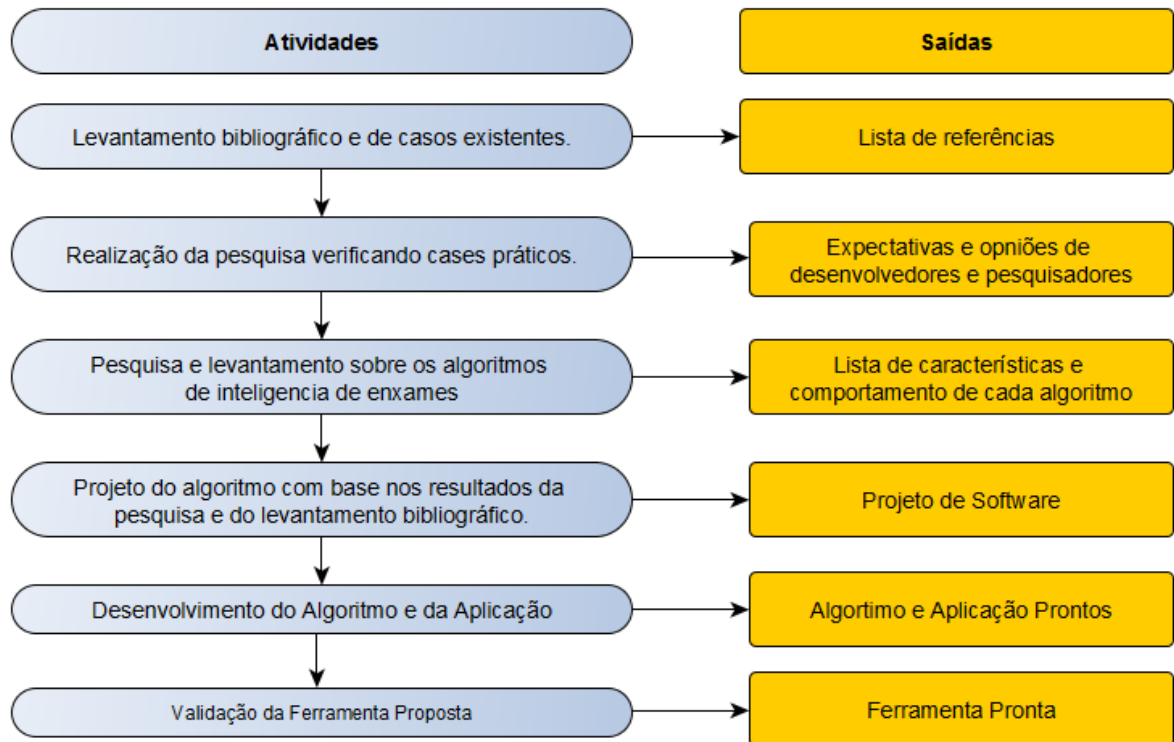 Atividades
Saídas
Levantamento bibliográfico e de casos existentes.
Lista de referências
Realização da pesquisa verificando cases práticos.
Expectativas e opniões de
desenvolvedores e pesquisadores
Pesquisa e levantamento sobre os algoritmos
de inteligencia de enxames
Lista de características e
comportamento de cada algoritmo
Projeto do algoritmo com base nos resultados da
pesquisa e do levantamento bibliográfico.
Projeto de Software
Desenvolvimento do Algoritmo e da Aplicação
Algortimo e Aplicação Prontos
Validação da Ferramenta Proposta
Ferramenta Pronta